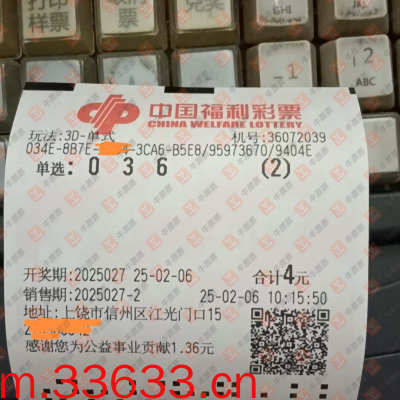 打印
样票
兑奖
1
2
ABC
中国福利彩票
CHINA WELFARE LOTTERY
玩法:3D-单式 机号:36072039
034E-8B7E- -3CA6-B5E8/95973670/9404E
单选: 0 3 6 (2)
开奖期:2025027 25-02-06 合计4元
销售期:2025027-2 25-02-06 10:15:50
地址:上饶市信州区江光门口15
感谢您为公益事业贡献1.36元
m.33633.cn